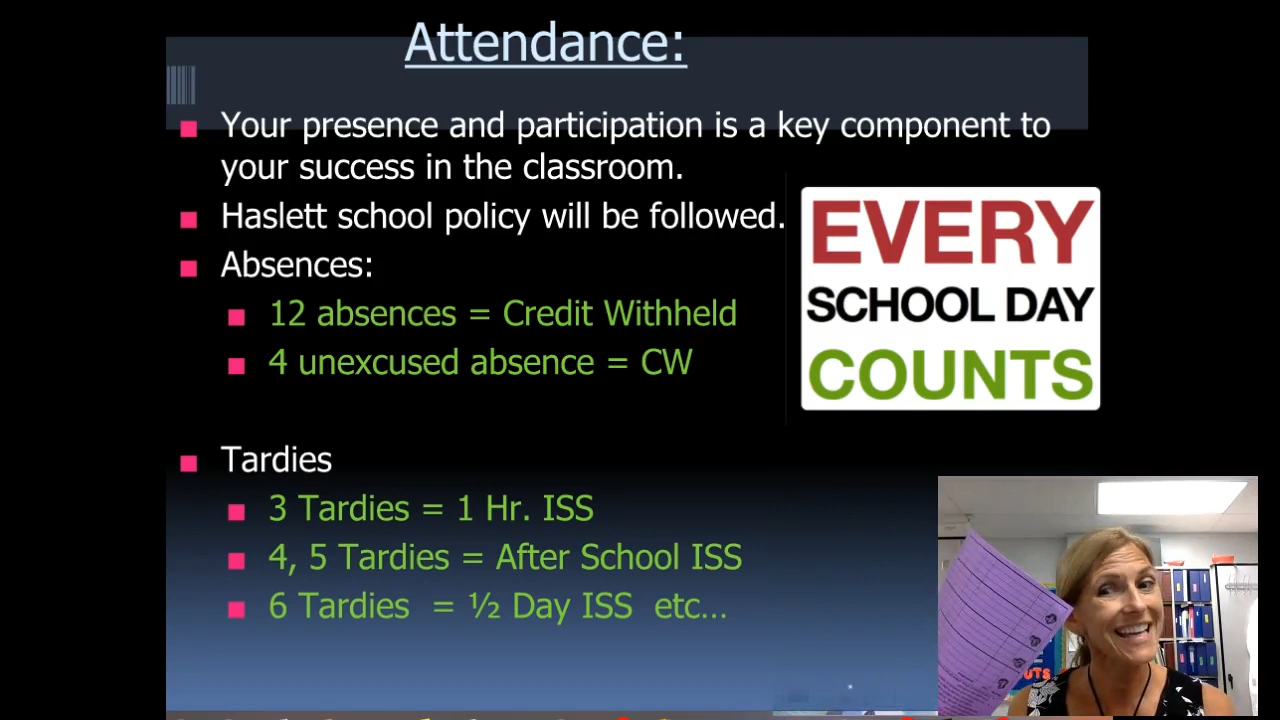 Attendance:
Your presence and participation is a key component to
your success in the classroom.
Haslett school policy will be followed.
Absences:
12 absences = Credit Withheld
4 unexcused absence = CW
EVERY
SCHOOL DAY
COUNTS
Tardies
3 Tardies = 1 Hr. ISS
4, 5 Tardies = After School ISS
6 Tardies = ½ Day ISS etc…